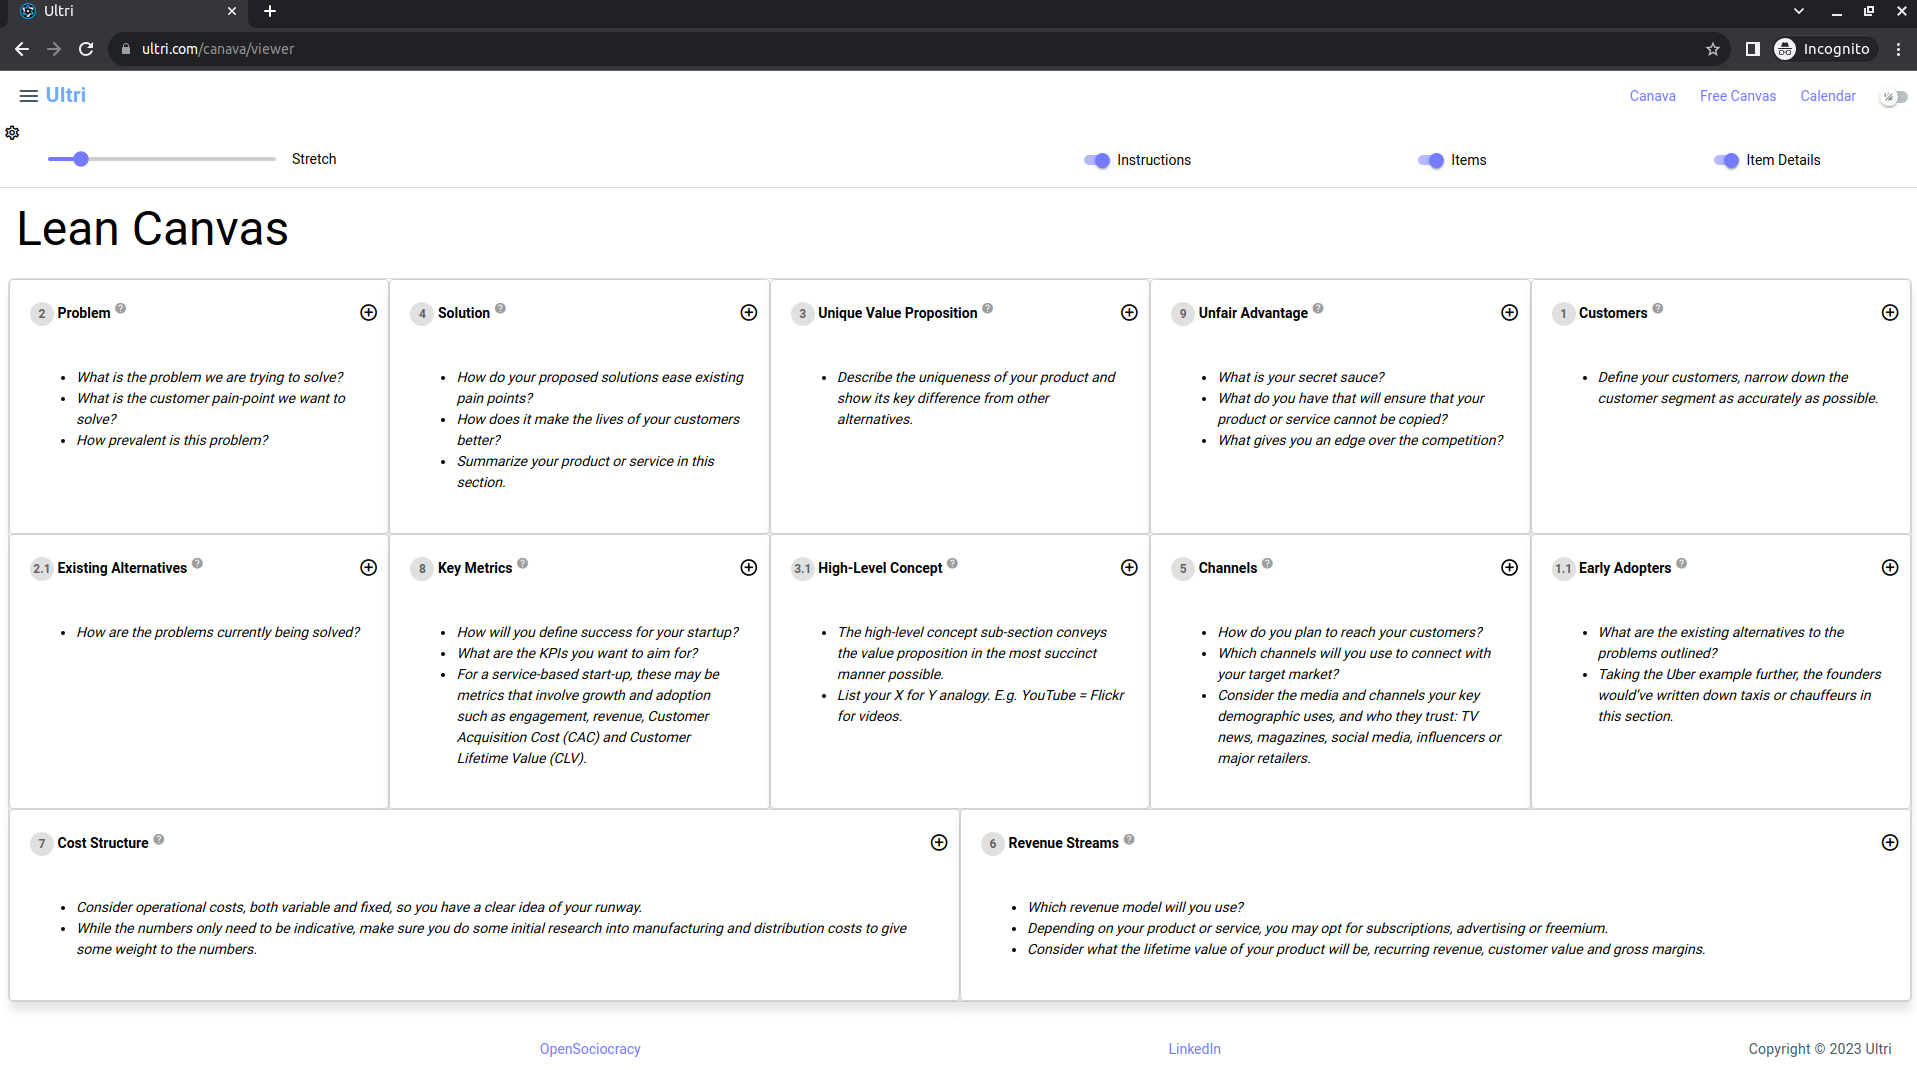 Ultri
ultri.com/canava/viewer
Incognito
Ultri
Canava
Free Canvas
Calendar
Stretch
Instructions
Items
Item Details
Lean Canvas
2 Problem
What is the problem we are trying to solve?
What is the customer pain-point we want to
solve?
How prevalent is this problem?
4 Solution
How do your proposed solutions ease existing
pain points?
How does it make the lives of your customers
better?
Summarize your product or service in this
section.
3 Unique Value Proposition
Describe the uniqueness of your product and
show its key difference from other
alternatives.
9 Unfair Advantage
What is your secret sauce?
What do you have that will ensure that your
product or service cannot be copied?
What gives you an edge over the competition?
1 Customers
Define your customers, narrow down the
customer segment as accurately as possible.
2.1 Existing Alternatives
How are the problems currently being solved?
8 Key Metrics
How will you define success for your startup?
What are the KPIs you want to aim for?
For a service-based start-up, these may be
metrics that involve growth and adoption
such as engagement, revenue, Customer
Acquisition Cost (CAC) and Customer
Lifetime Value (CLV).
3.1 High-Level Concept
The high-level concept sub-section conveys
the value proposition in the most succinct
manner possible.
List your X for Y analogy. E.g. YouTube = Flickr
for videos.
5 Channels
How do you plan to reach your customers?
Which channels will you use to connect with
your target market?
Consider the media and channels your key
demographic uses, and who they trust: TV
news, magazines, social media, influencers or
major retailers.
1.1 Early Adopters
What are the existing alternatives to the
problems outlined?
Taking the Uber example further, the founders
would've written down taxis or chauffeurs in
this section.
7 Cost Structure
Consider operational costs, both variable and fixed, so you have a clear idea of your runway.
While the numbers only need to be indicative, make sure you do some initial research into manufacturing and distribution costs to give
some weight to the numbers.
6 Revenue Streams
Which revenue model will you use?
Depending on your product or service, you may opt for subscriptions, advertising or freemium.
Consider what the lifetime value of your product will be, recurring revenue, customer value and gross margins.
OpenSociocracy
LinkedIn
Copyright © 2023 Ultri